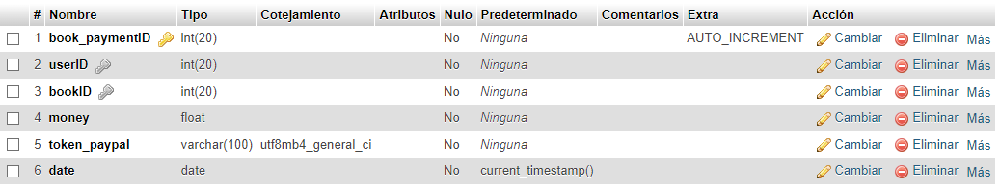 # Nombre Tipo Cotejamiento Atributos Nulo Predeterminado Comentarios Extra Acción
1 book_paymentID int(20) No Ninguna AUTO_INCREMENT Cambiar Eliminar Más
2 userID int(20) No Ninguna Cambiar Eliminar Más
3 bookID int(20) No Ninguna Cambiar Eliminar Más
4 money float No Ninguna Cambiar Eliminar Más
5 token_paypal varchar(100) utf8mb4_general_ci No Ninguna Cambiar Eliminar Más
6 date date No current_timestamp() Cambiar Eliminar Más